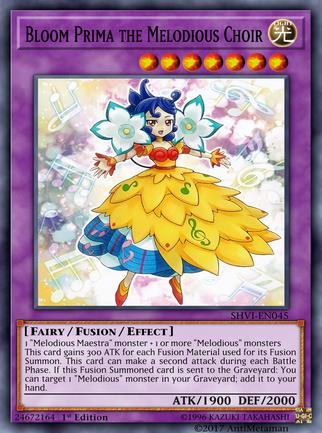 Bloom Prima the Melodious Choir
LIGHT
光
SHVI-EN045
[Fairy / Fusion / Effect]
1 "Melodious Maestra" monster + 1 or more "Melodious" monsters
This card gains 300 ATK for each Fusion Material used for its Fusion
Summon. This card can make a second attack during each Battle
Phase. If this Fusion Summoned card is sent to the Graveyard: You can
target 1 "Melodious" monster in your Graveyard; add it to your
hand.
ATK/1900 DEF/2000
24672164 1st Edition ©1996 KAZUKI TAKAHASHI
©2017 AntiMetaman